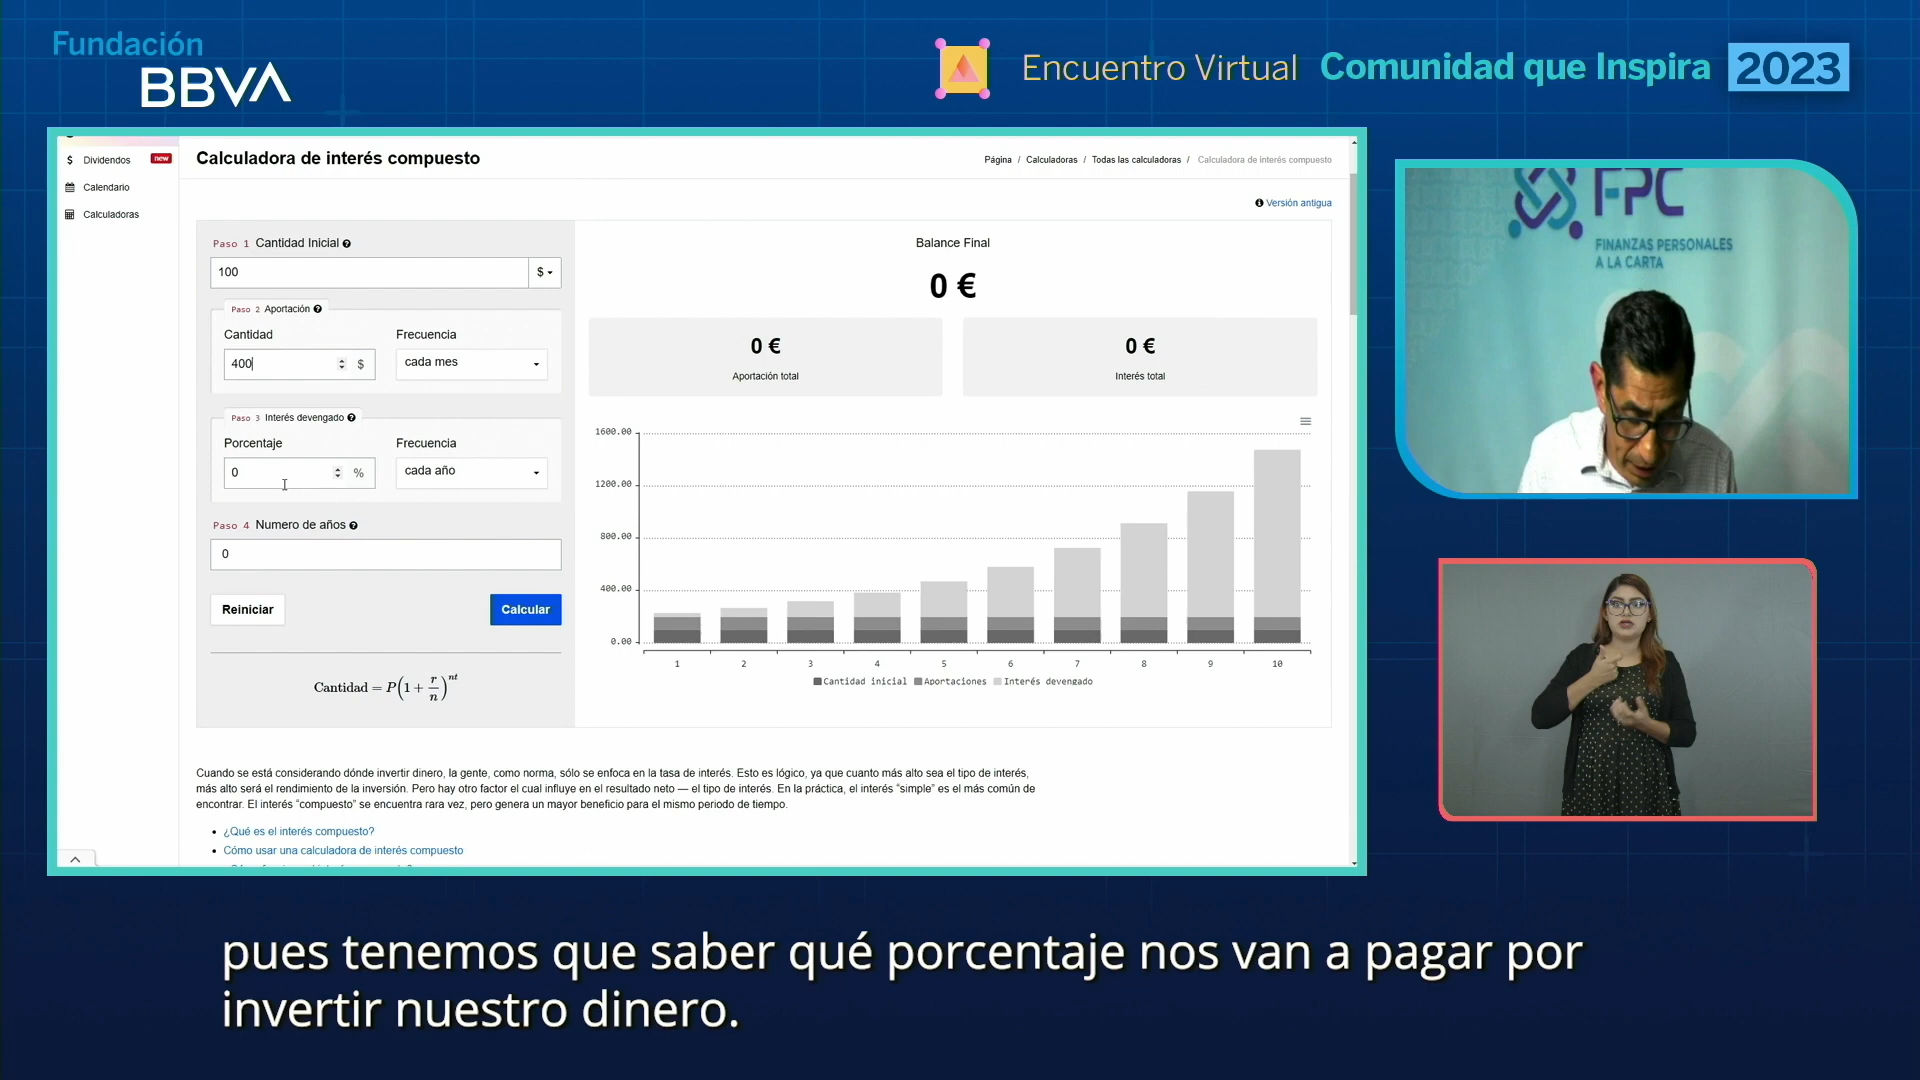 Fundación
BBVA
Encuentro Virtual Comunidad que Inspira 2023
$ Dividendos new
Calendario
Calculadoras
Calculadora de interés compuesto
Página / Calculadoras / Todas las calculadoras / Calculadora de interés compuesto
Versión antigua
Paso 1 Cantidad Inicial
100 $
Paso 2 Aportación
Cantidad Frecuencia
400 $ cada mes
Paso 3 Interés devengado
Porcentaje Frecuencia
0 % cada año
Paso 4 Numero de años
0
Reiniciar Calcular
Cantidad = P(1 + r/n)^nt
Balance Final
0 €
0 € 0 €
Aportación total Interés total
1600.00
1200.00
800.00
400.00
0.00
1 2 3 4 5 6 7 8 9 10
Cantidad inicial Aportaciones Interés devengado
Cuando se está considerando dónde invertir dinero, la gente, como norma, sólo se enfoca en la tasa de interés. Esto es lógico, ya que cuanto más alto sea el tipo de interés,
más alto será el rendimiento de la inversión. Pero hay otro factor el cual influye en el resultado neto — el tipo de interés. En la práctica, el interés “simple” es el más común de
encontrar. El interés “compuesto” se encuentra rara vez, pero genera un mayor beneficio para el mismo periodo de tiempo.
• ¿Qué es el interés compuesto?
• Cómo usar una calculadora de interés compuesto
FPC
FINANZAS PERSONALES
A LA CARTA
pues tenemos que saber qué porcentaje nos van a pagar por
invertir nuestro dinero.